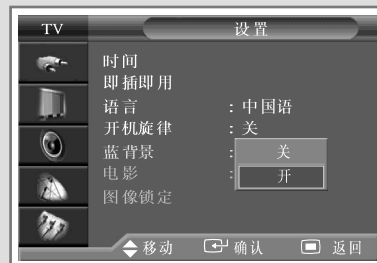 TV 设置
时间
即插即用
语言 : 中国语
开机旋律 : 关
蓝背景 : 关
电影 : 开
图像锁定
移动 确认 返回